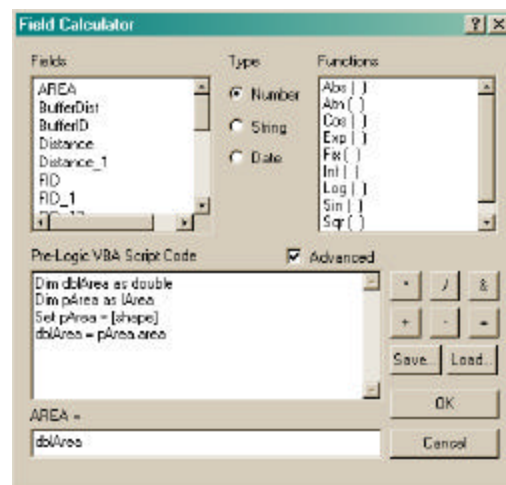 Field Calculator
Fields
Type
Functions
AREA
BufferDist
BufferID
Distance
Distance_1
FID
FID_1
Number
String
Date
Abs ( )
Atn ( )
Cos ( )
Exp ( )
Fix ( )
Int ( )
Log ( )
Sin ( )
Sqr ( )
Pre-Logic VBA Script Code
Advanced
Dim dblArea as double
Dim pArea as IArea
Set pArea = [shape]
dblArea = pArea.area
* / &
+ - =
Save... Load...
AREA =
dblArea
OK
Cancel